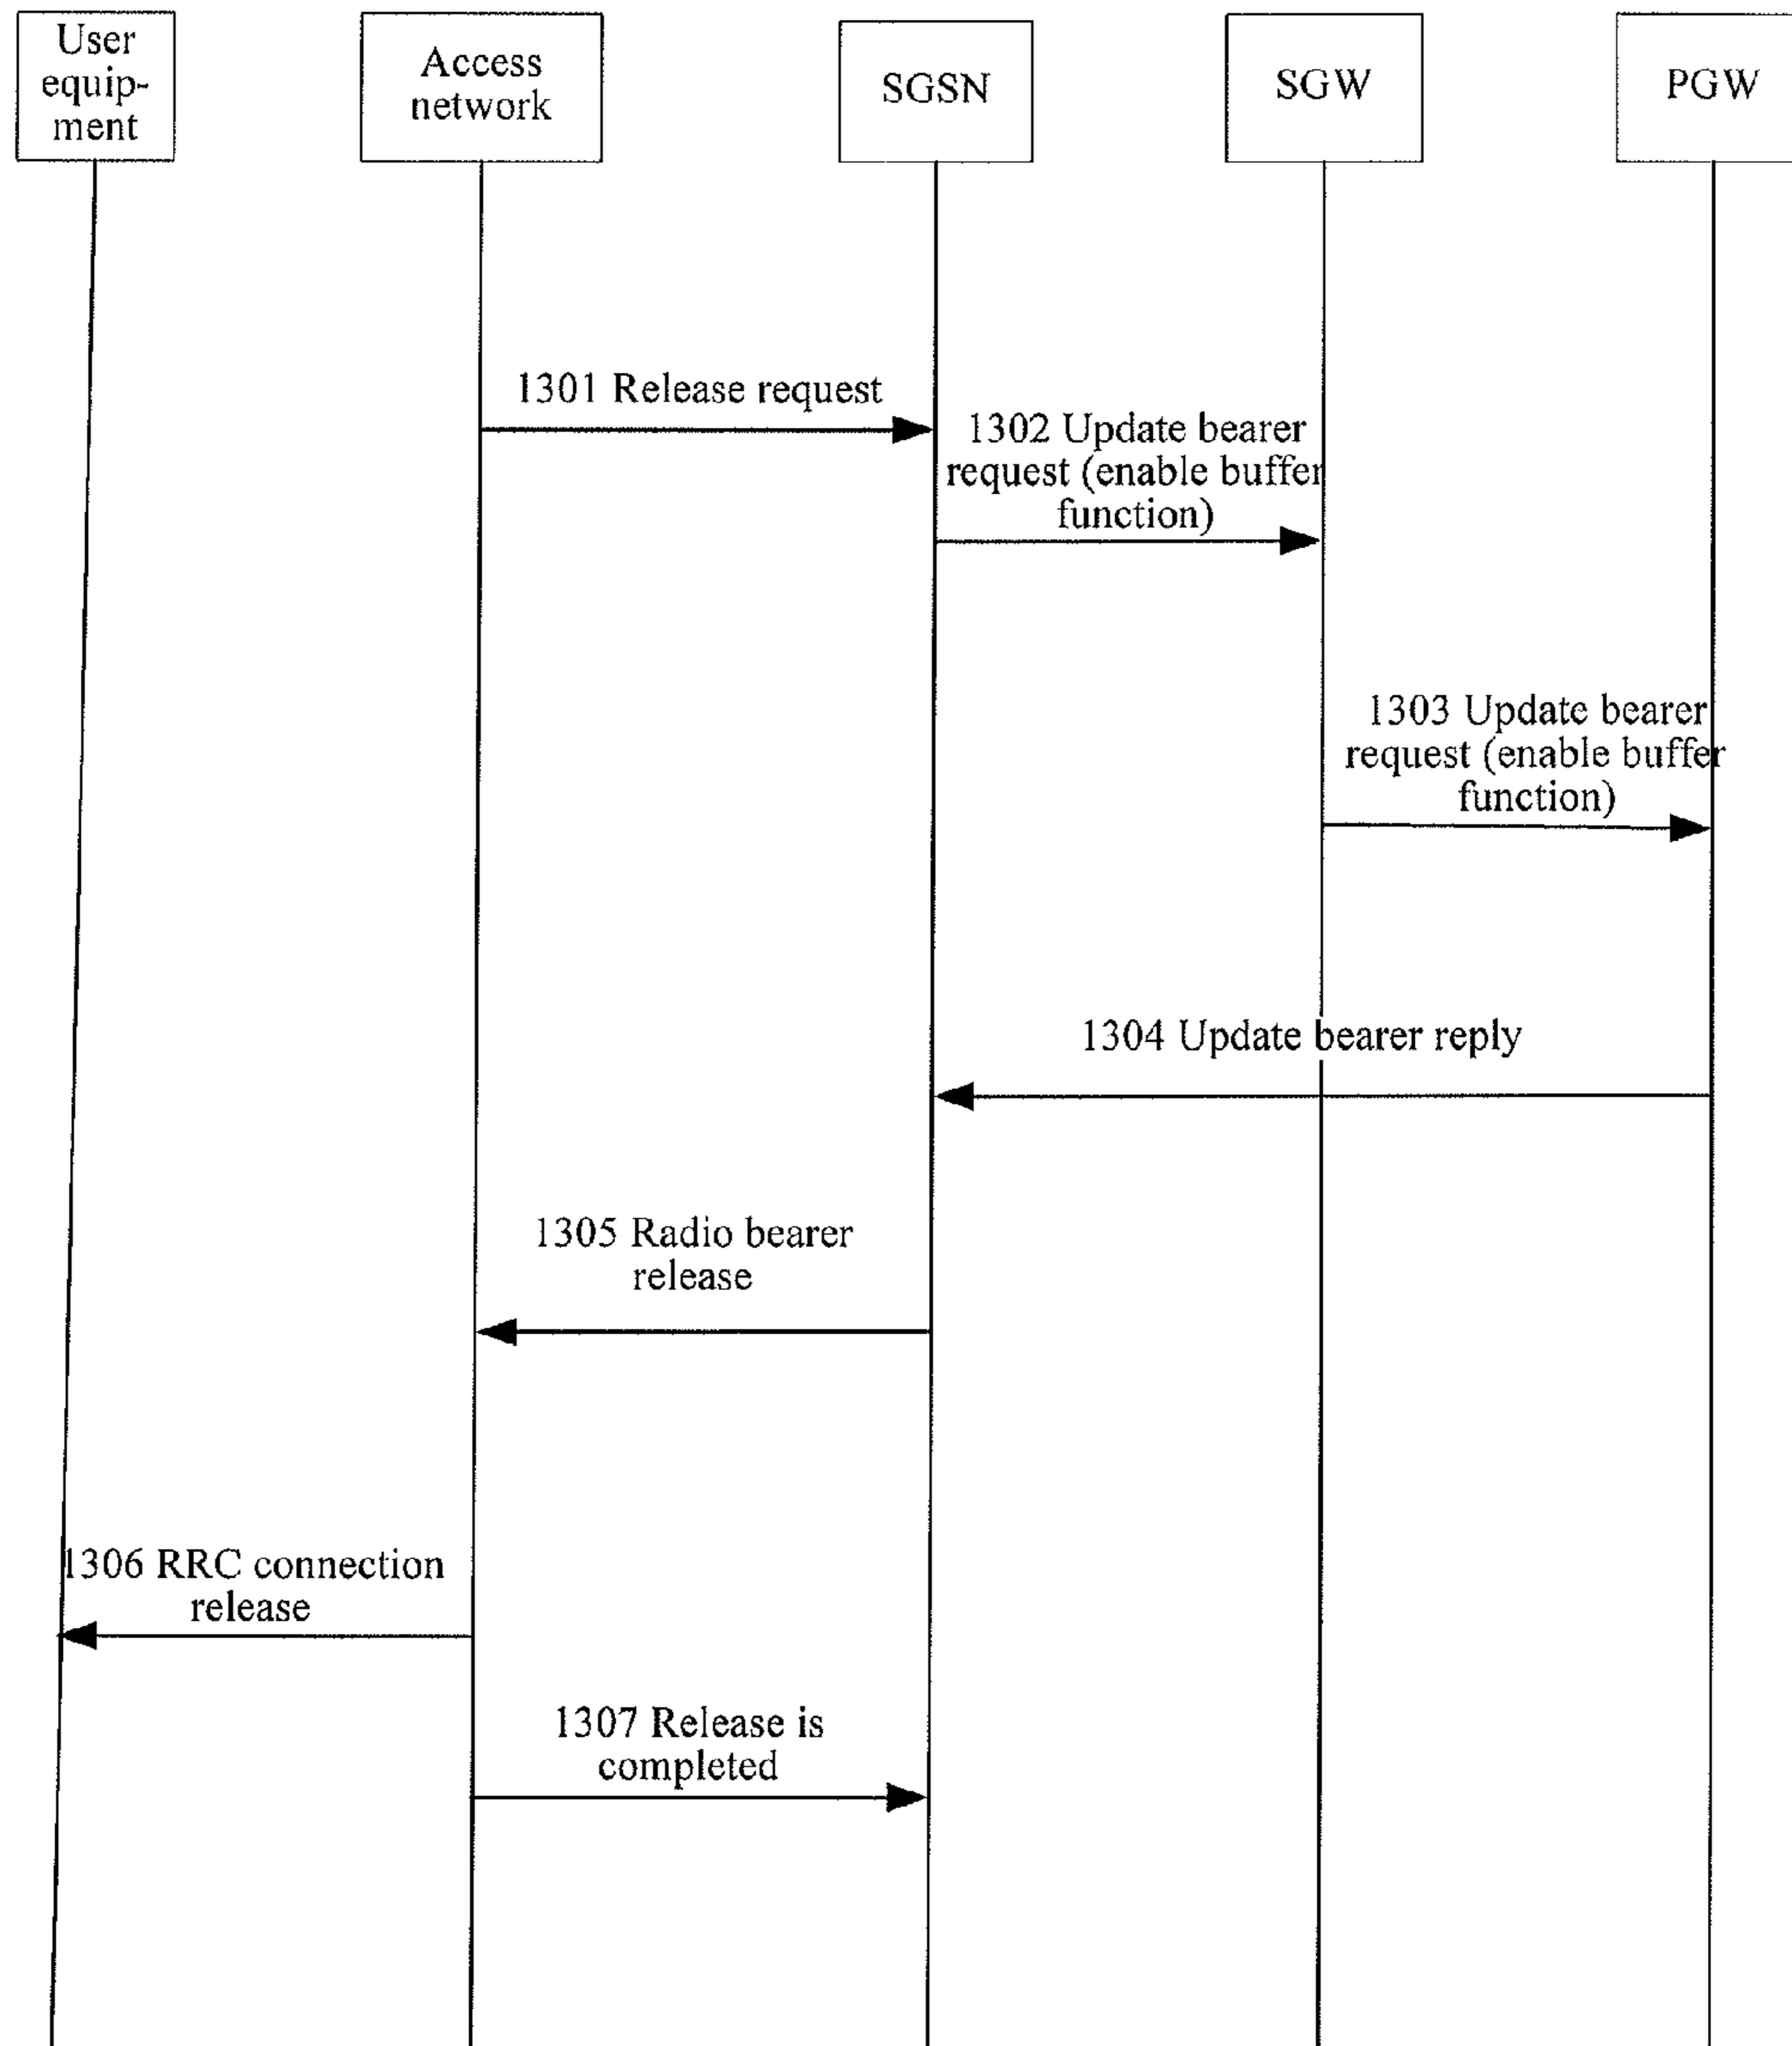 User
equip-
ment
Access
network
SGSN
SGW
PGW
1301 Release request
1302 Update bearer
request (enable buffer
function)
1303 Update bearer
request (enable buffer
function)
1304 Update bearer reply
1305 Radio bearer
release
1306 RRC connection
release
1307 Release is
completed